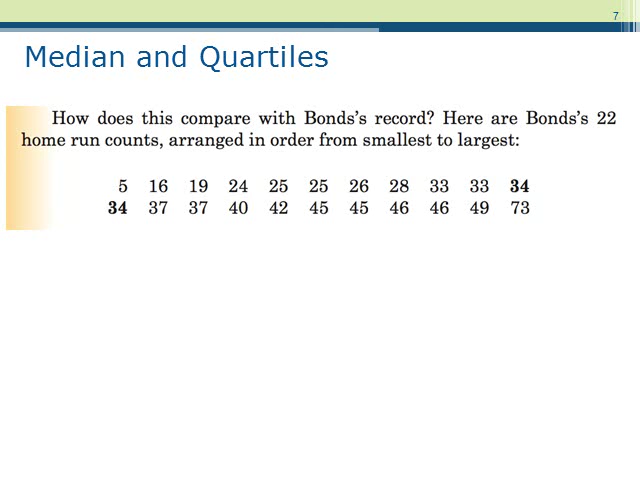 7
Median and Quartiles
How does this compare with Bonds's record? Here are Bonds's 22
home run counts, arranged in order from smallest to largest:
5 16 19 24 25 25 26 28 33 33 34
34 37 37 40 42 45 45 46 46 49 73